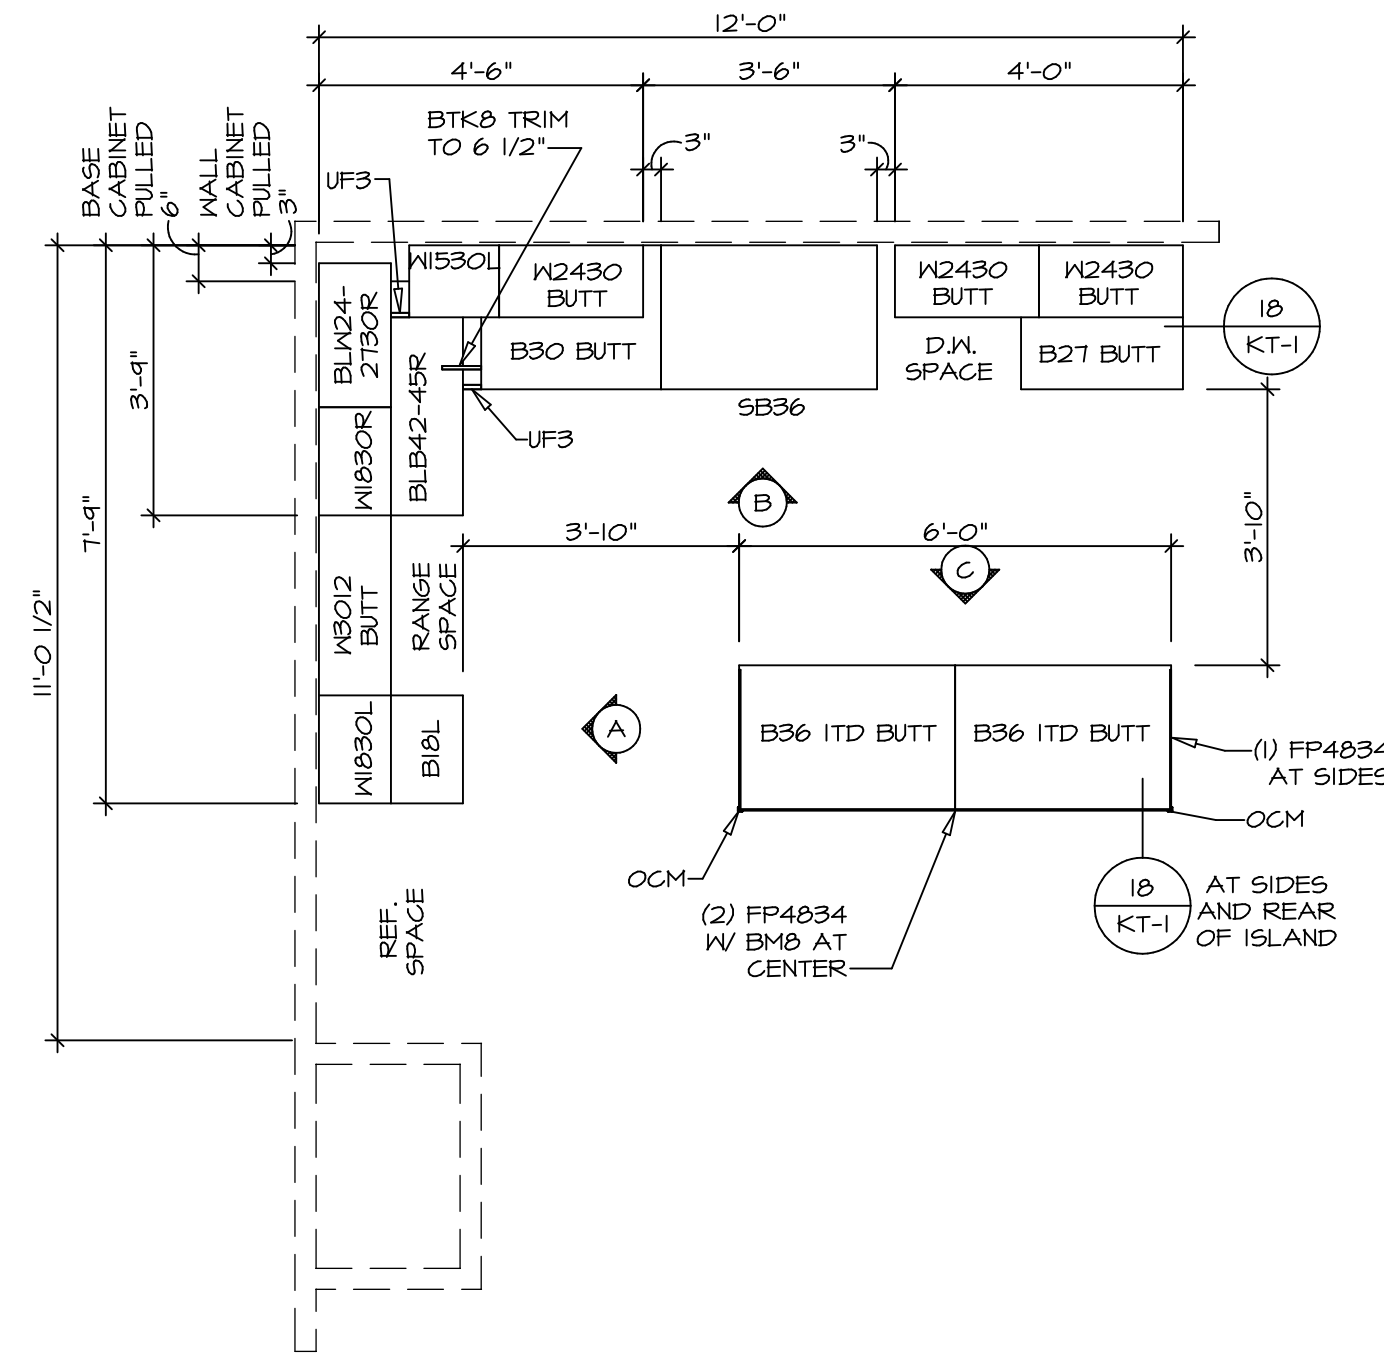 12'-0"
4'-6"
3'-6"
4'-0"
BTK8 TRIM
TO 6 1/2"
3"
3"
BASE
CABINET
PULLED
6"
WALL
CABINET
PULLED
3"
UF3
W1530L
W2430
BUTT
W2430
BUTT
W2430
BUTT
18
KT-1
BLW24-
2730R
B30 BUTT
D.W.
SPACE
B27 BUTT
SB36
BLB42-45R
W1830R
UF3
3'-9"
7'-9"
11'-0 1/2"
B
3'-10"
6'-0"
3'-10"
C
W3012
BUTT
RANGE
SPACE
A
B36 1TD BUTT
B36 1TD BUTT
W1830L
B18L
(1) FP4834
AT SIDES
OCM
OCM
18
KT-1
AT SIDES
AND REAR
OF ISLAND
(2) FP4834
W/ BM8 AT
CENTER
REF.
SPACE